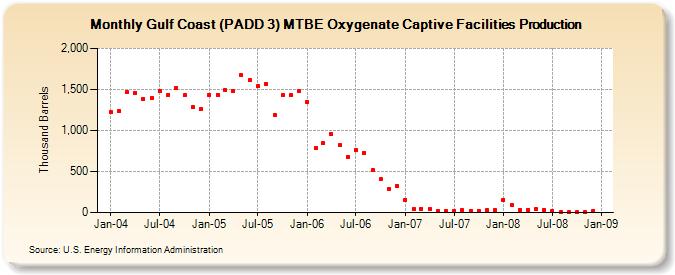 Monthly Gulf Coast (PADD 3) MTBE Oxygenate Captive Facilities Production
Thousand Barrels
2,000
1,500
1,000
500
0
Jan-04 Jul-04 Jan-05 Jul-05 Jan-06 Jul-06 Jan-07 Jul-07 Jan-08 Jul-08 Jan-09
Source: U.S. Energy Information Administration